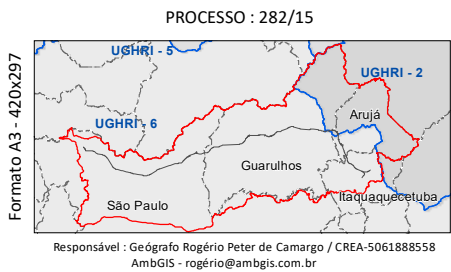 PROCESSO : 282/15
Formato A3 - 420x297
UGHRI - 5
UGHRI - 2
UGHRI - 6
Arujá
Guarulhos
São Paulo
Itaquaquecetuba
Responsável : Geógrafo Rogério Peter de Camargo / CREA-5061888558
AmbGIS - rogério@ambgis.com.br